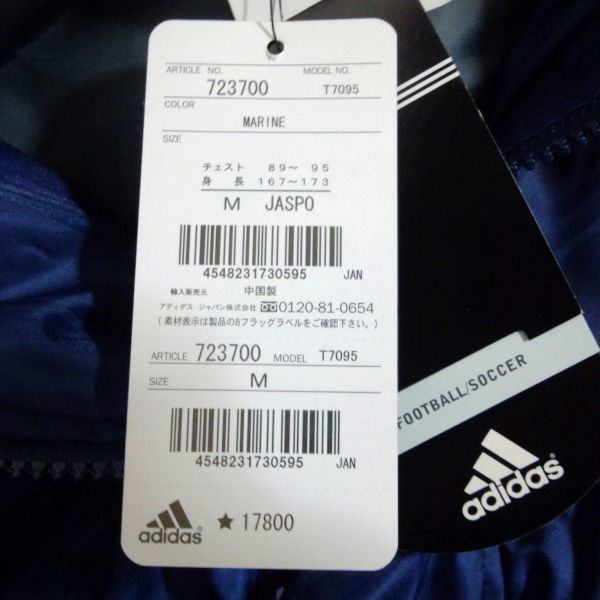 ARTICLE NO. MODEL NO.
723700 T7095
COLOR
MARINE
SIZE
チェスト 89～ 95
身 長 167～173
M JASPO
4548231730595 JAN
輸入販売元 中国製
アディダス ジャパン株式会社 0120-81-0654
(素材表示は製品の8フラッグラベルをご確認下さい。)
ARTICLE 723700 MODEL T7095
SIZE M
4548231730595 JAN
adidas® ★17800
FOOTBALL/SOCCER
adidas